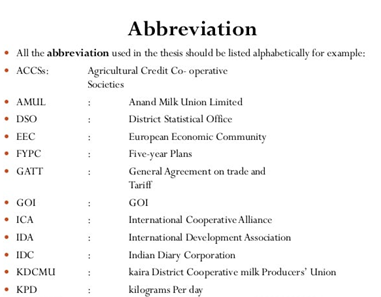 Abbreviation
• All the abbreviation used in the thesis should be listed alphabetically for example:
• ACCSs: Agricultural Credit Co- operative
Societies
• AMUL : Anand Milk Union Limited
• DSO : District Statistical Office
• EEC : European Economic Community
• FYPC : Five-year Plans
• GATT : General Agreement on trade and
Tariff
• GOI : GOI
• ICA : International Cooperative Alliance
• IDA : International Development Association
• IDC : Indian Diary Corporation
• KDCMU : kaira District Cooperative milk Producers' Union
• KPD : kilograms Per day